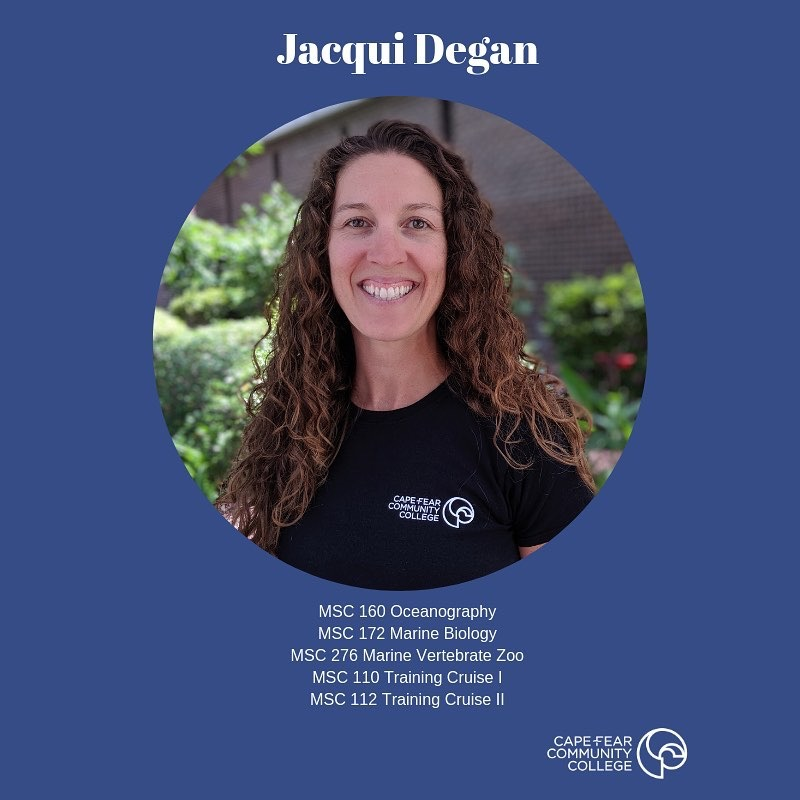 Jacqui Degan
CAPE FEAR
COMMUNITY
COLLEGE
MSC 160 Oceanography
MSC 172 Marine Biology
MSC 276 Marine Vertebrate Zoo
MSC 110 Training Cruise I
MSC 112 Training Cruise II
CAPE FEAR
COMMUNITY
COLLEGE